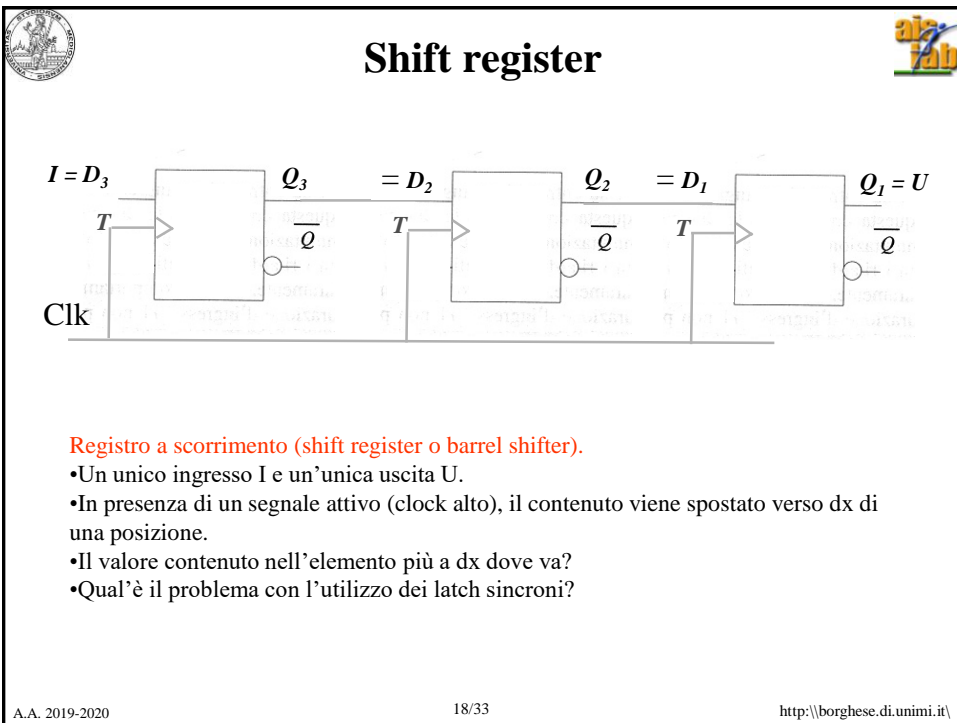 Shift register
I = D3 Q3 = D2 Q2 = D1 Q1 = U
T Q T Q T Q
Clk
Registro a scorrimento (shift register o barrel shifter).
•Un unico ingresso I e un'unica uscita U.
•In presenza di un segnale attivo (clock alto), il contenuto viene spostato verso dx di
una posizione.
•Il valore contenuto nell'elemento più a dx dove va?
•Qual'è il problema con l'utilizzo dei latch sincroni?
A.A. 2019-2020 18/33 http:\\borghese.di.unimi.it\